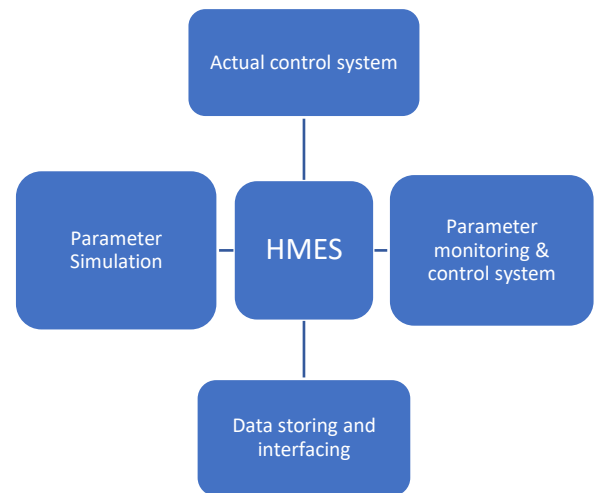 Actual control system
Parameter
Simulation
HMES
Parameter
monitoring &
control system
Data storing and
interfacing